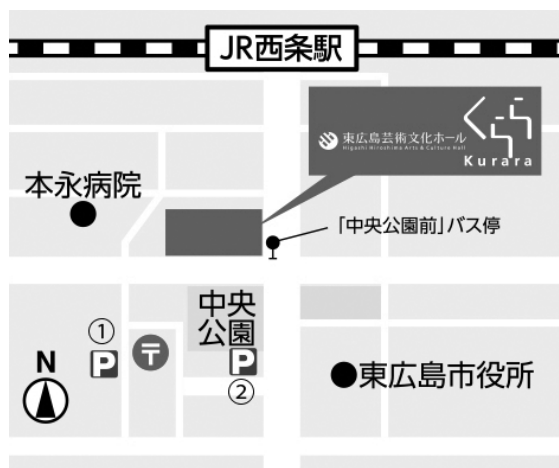 JR西条駅
東広島芸術文化ホール
Higashi Hiroshima Arts & Culture Hall
くらら
Kurara
本永病院
「中央公園前」バス停
中央
公園
①
P
〒
P
②
N
●東広島市役所